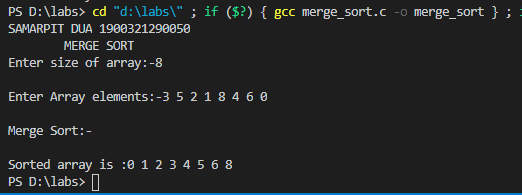 PS D:\labs> cd "d:\labs\" ; if ($?) { gcc merge_sort.c -o merge_sort } ;
SAMARPIT DUA 1900321290050
MERGE SORT
Enter size of array:-8
Enter Array elements:-3 5 2 1 8 4 6 0
Merge Sort:-
Sorted array is :0 1 2 3 4 5 6 8
PS D:\labs>